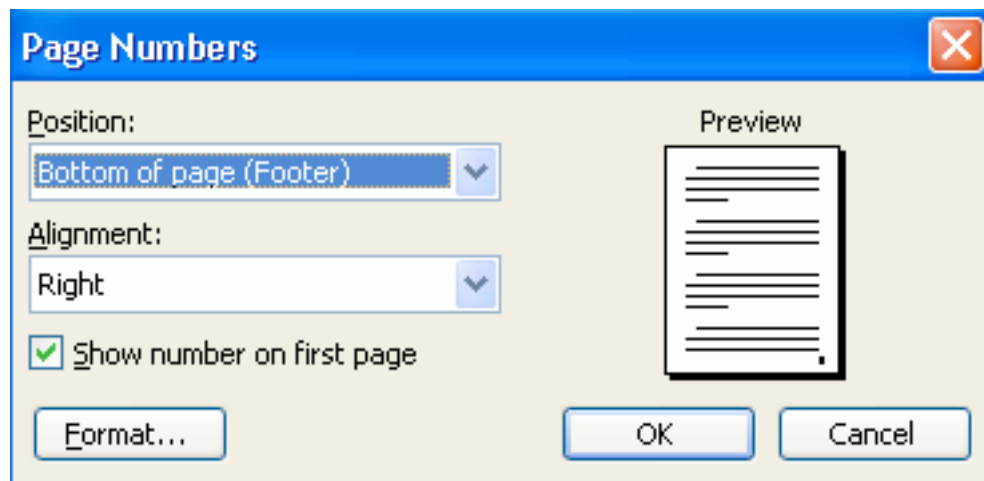 Page Numbers
Position:
Bottom of page (Footer)
Alignment:
Right
Show number on first page
Format...
Preview
OK
Cancel